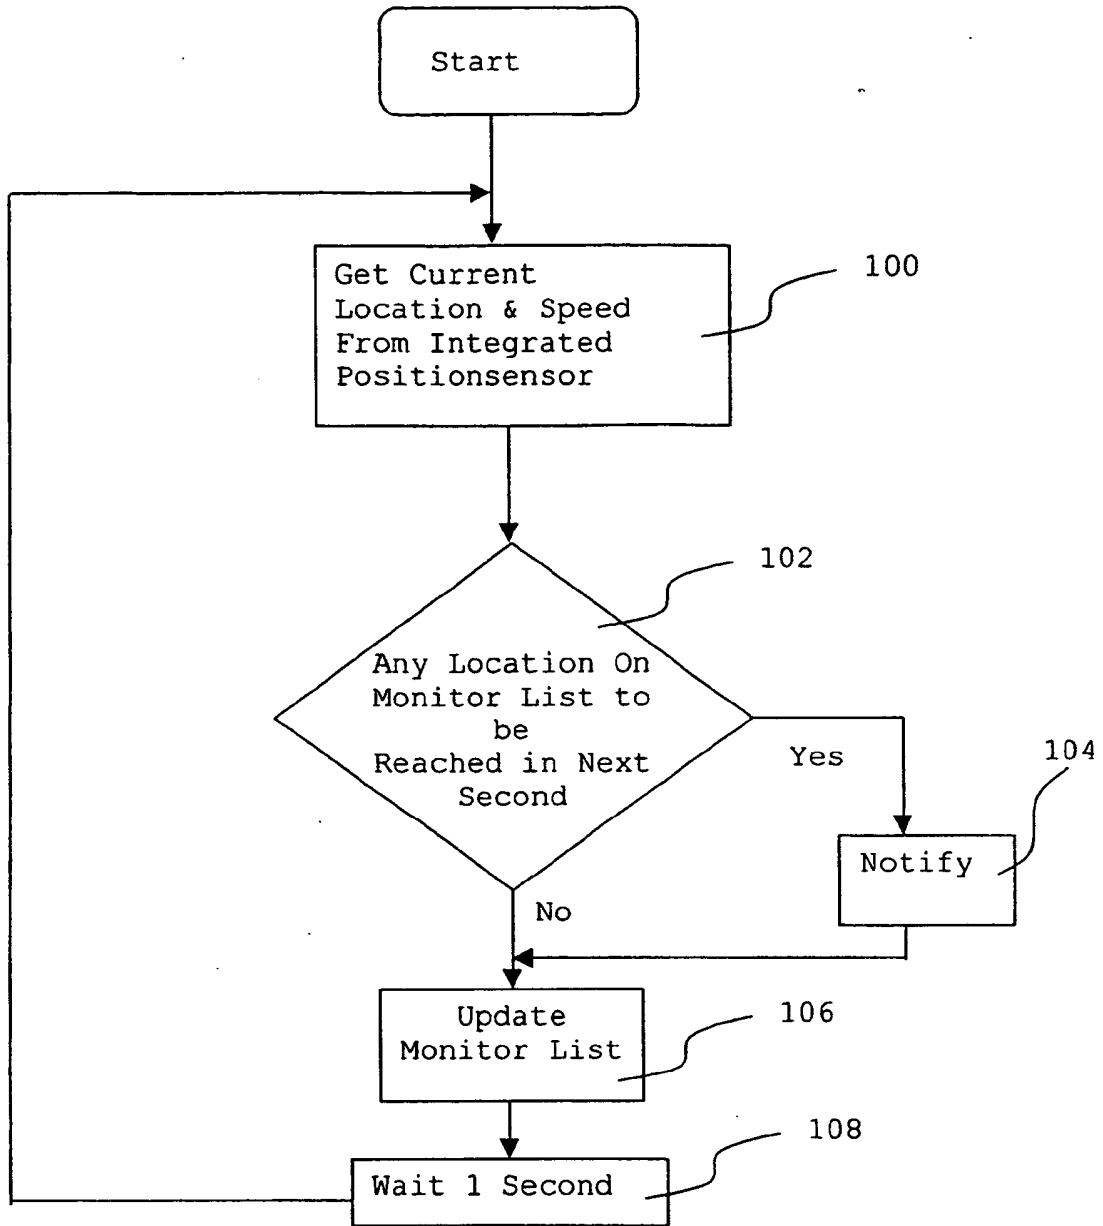 Start
Get Current
Location & Speed
From Integrated
Positionsensor
100
102
Any Location On
Monitor List to
be
Reached in Next
Second
Yes
104
Notify
No
Update
Monitor List
106
108
Wait 1 Second